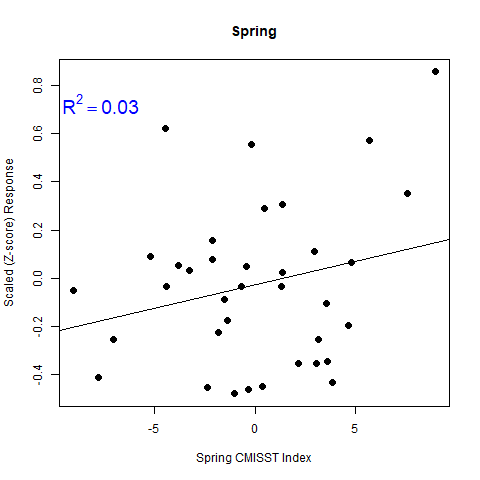 Spring
R² = 0.03
Scaled (Z-score) Response
0.8
0.6
0.4
0.2
0.0
-0.2
-0.4
-5 0 5
Spring CMISST Index